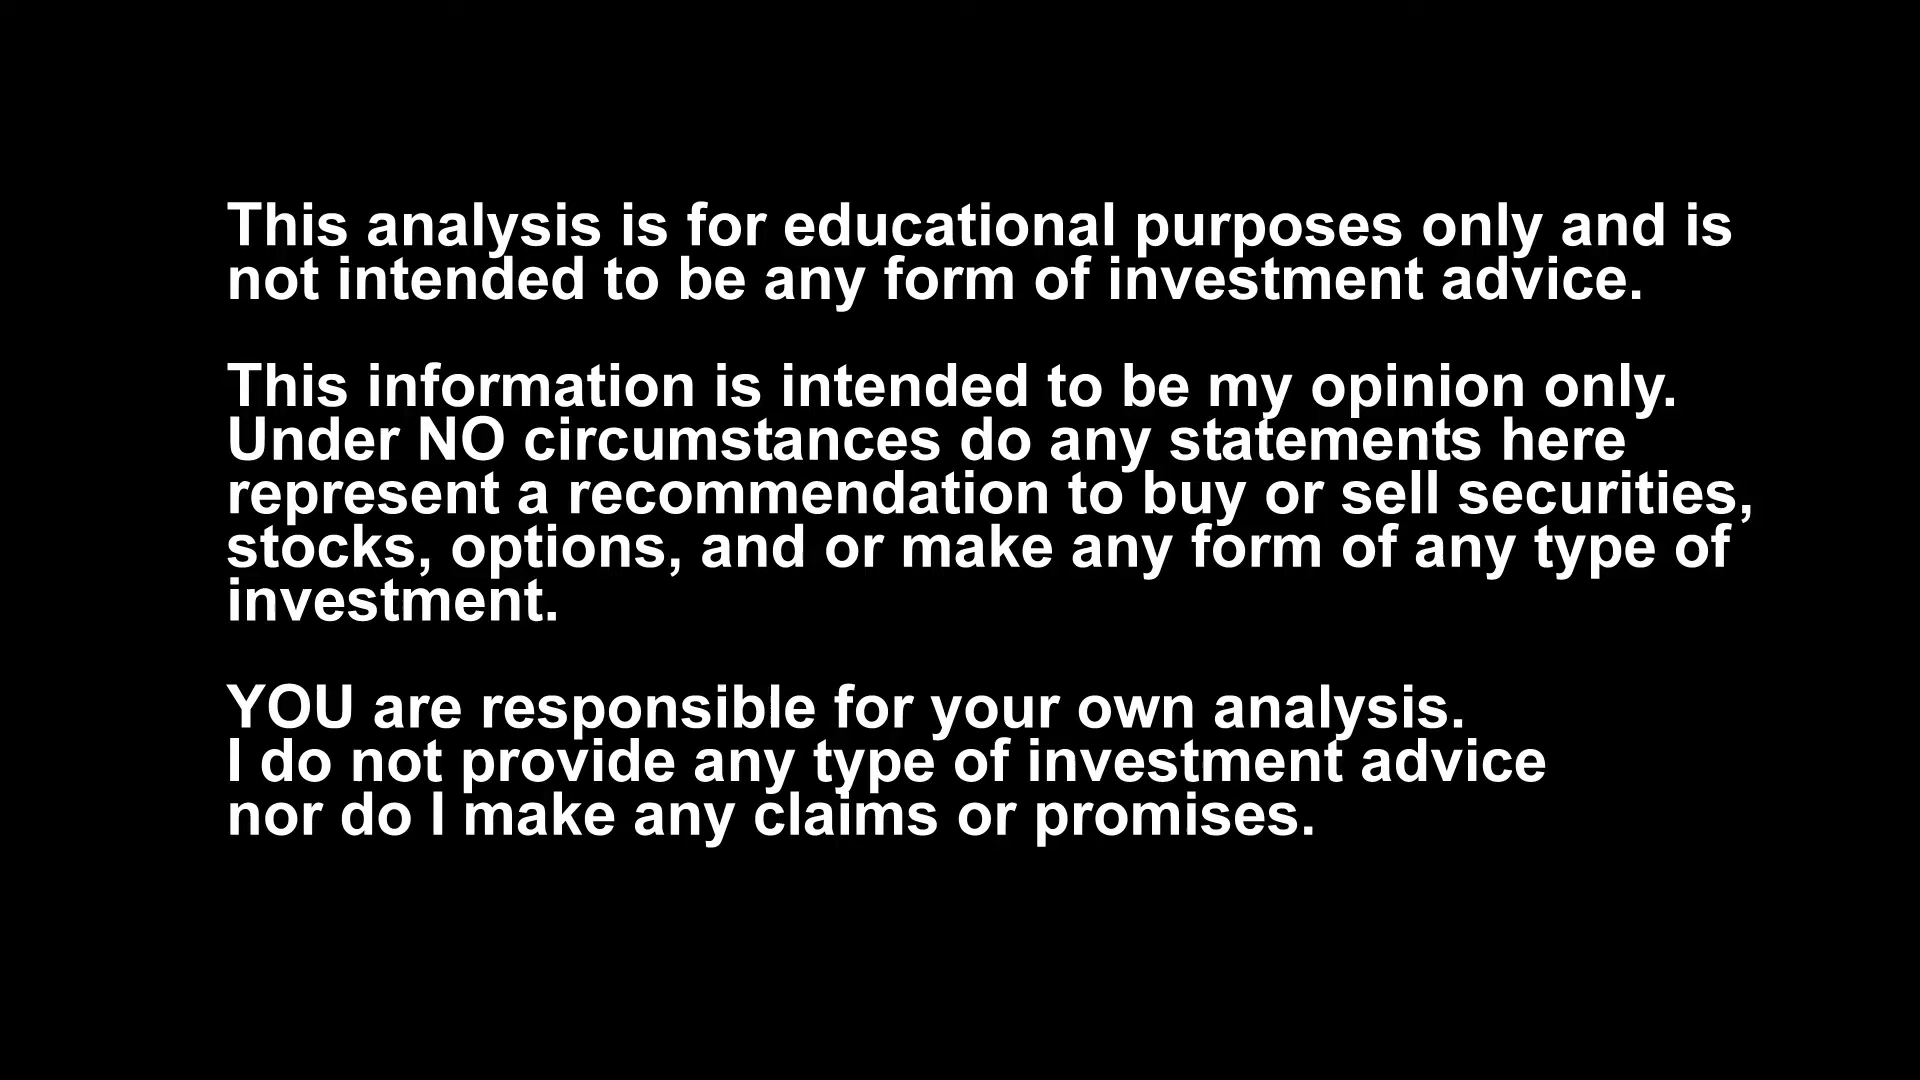 This analysis is for educational purposes only and is
not intended to be any form of investment advice.
This information is intended to be my opinion only.
Under NO circumstances do any statements here
represent a recommendation to buy or sell securities,
stocks, options, and or make any form of any type of
investment.
YOU are responsible for your own analysis.
I do not provide any type of investment advice
nor do I make any claims or promises.